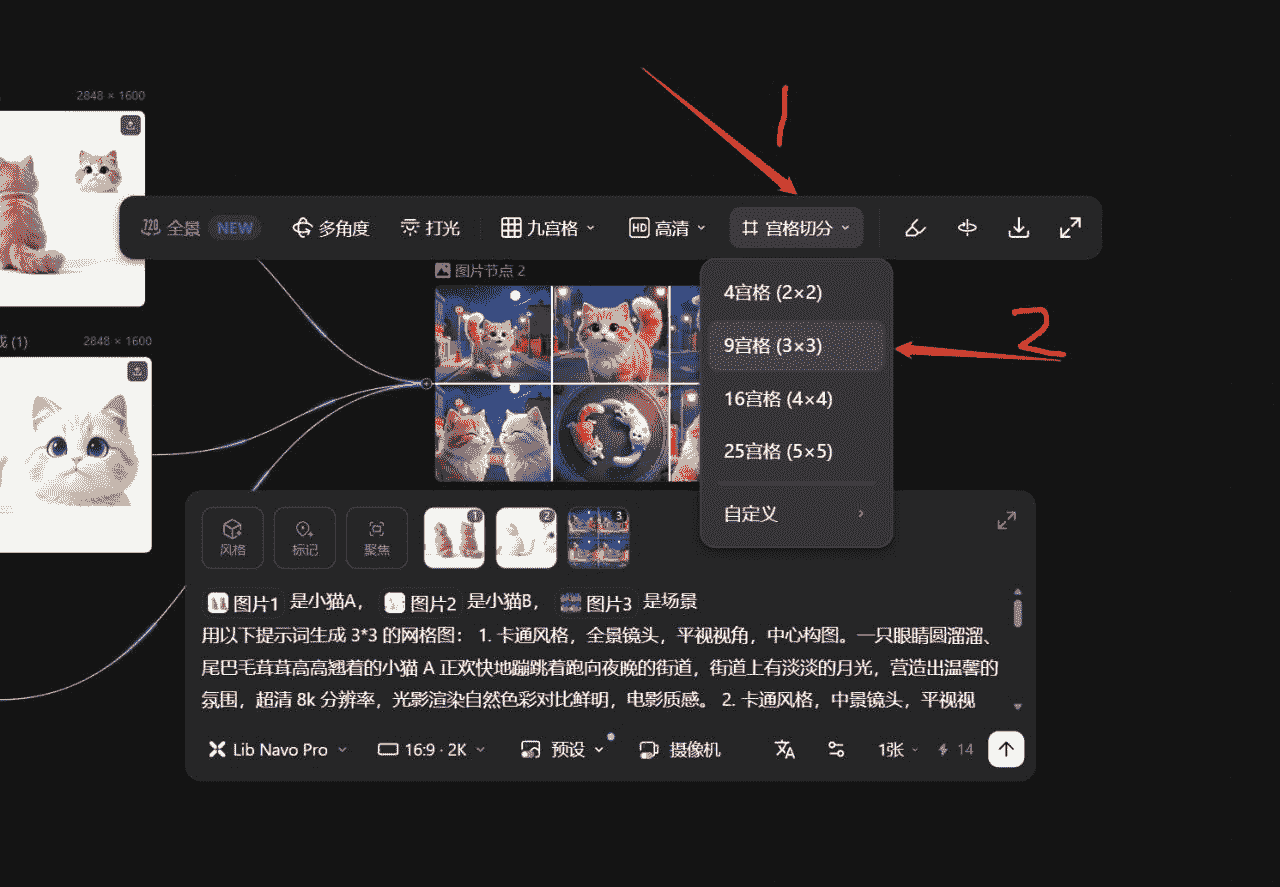 2848 × 1600
1
720 全景 NEW 多角度 打光 九宫格 HD 高清 宫格切分
图片节点 2
4宫格 (2×2)
9宫格 (3×3)
2
16宫格 (4×4)
25宫格 (5×5)
自定义
(1) 2848 × 1600
风格 标记 聚焦 1 2 3
图片1 是小猫A， 图片2 是小猫B， 图片3 是场景
用以下提示词生成 3*3 的网格图： 1. 卡通风格，全景镜头，平视视角，中心构图。一只眼睛圆溜溜、
尾巴毛茸茸高高翘着的小猫 A 正欢快地蹦跳着跑向夜晚的街道，街道上有淡淡的月光，营造出温馨的
氛围，超清 8k 分辨率，光影渲染自然色彩对比鲜明，电影质感。 2. 卡通风格，中景镜头，平视视
Lib Navo Pro 16:9 · 2K 预设 摄像机 1张 14